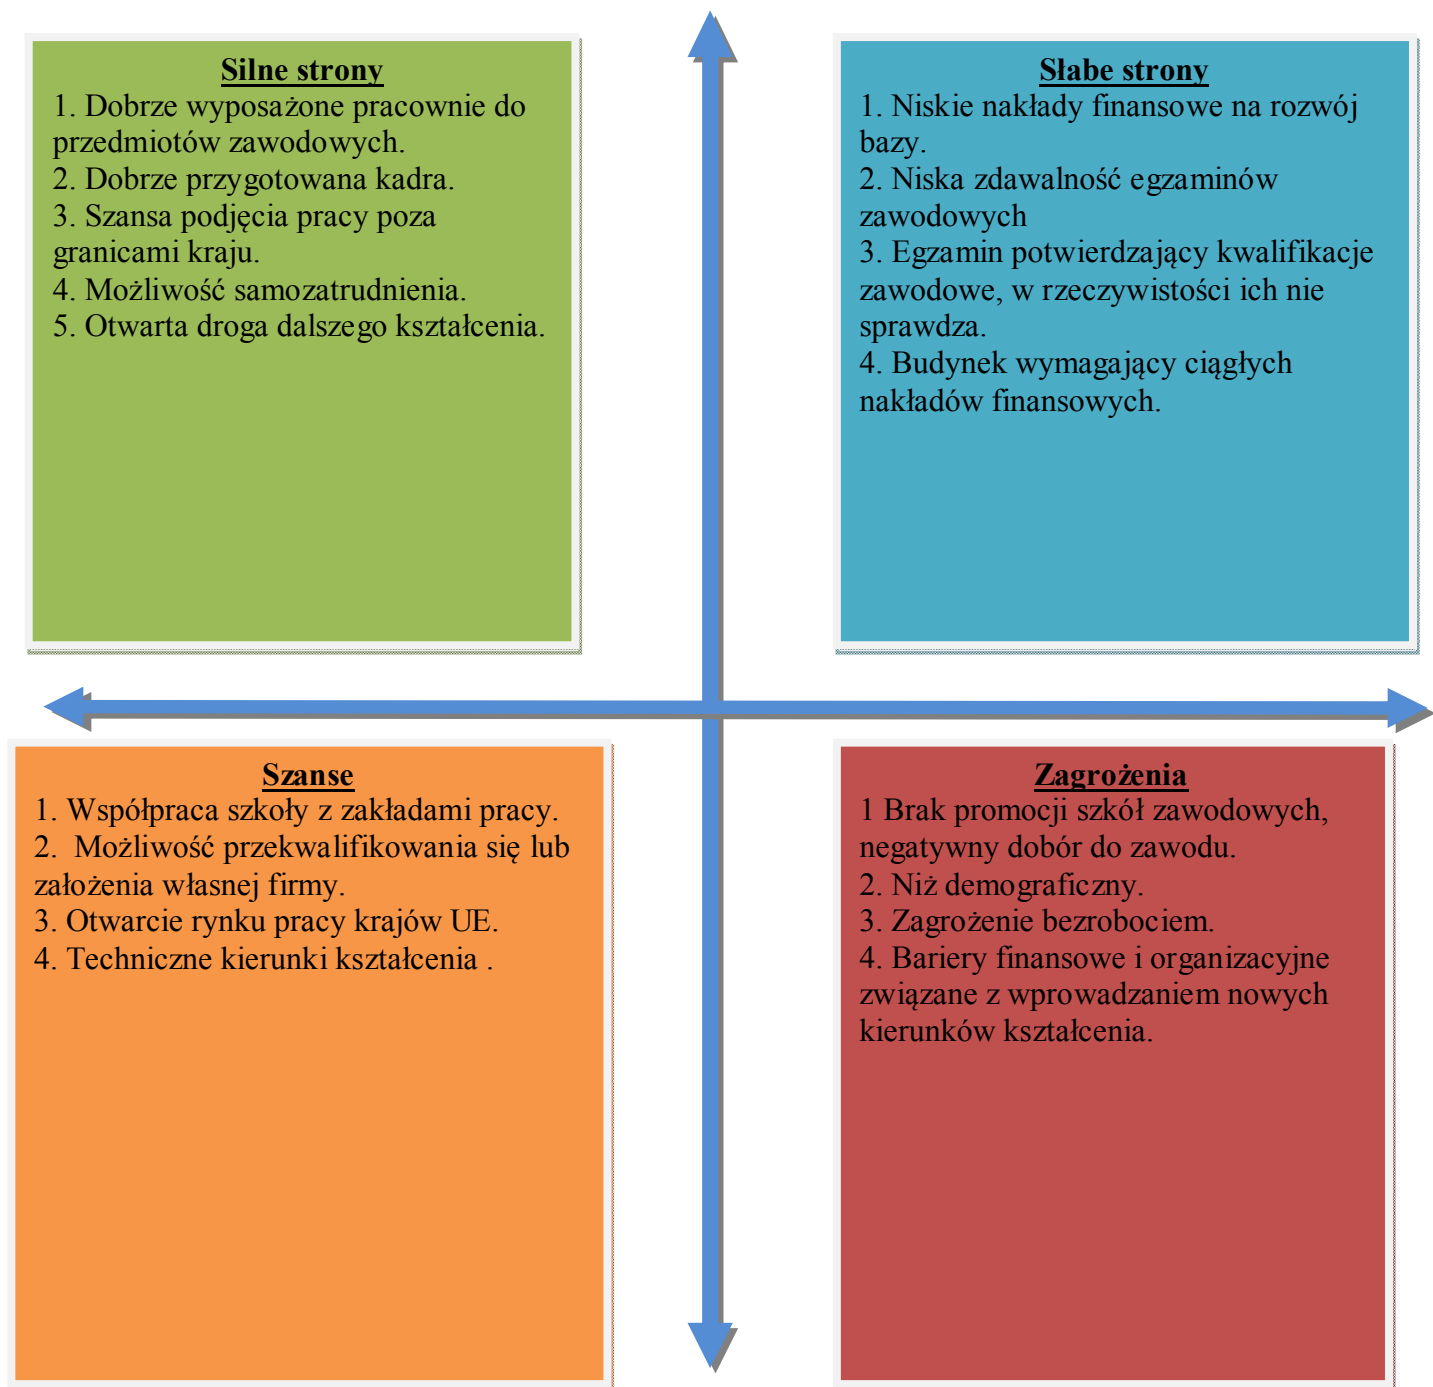 Silne strony
1. Dobrze wyposażone pracownie do
przedmiotów zawodowych.
2. Dobrze przygotowana kadra.
3. Szansa podjęcia pracy poza
granicami kraju.
4. Możliwość samozatrudnienia.
5. Otwarta droga dalszego kształcenia.
Słabe strony
1. Niskie nakłady finansowe na rozwój
bazy.
2. Niska zdawalność egzaminów
zawodowych
3. Egzamin potwierdzający kwalifikacje
zawodowe, w rzeczywistości ich nie
sprawdza.
4. Budynek wymagający ciągłych
nakładów finansowych.
Szanse
1. Współpraca szkoły z zakładami pracy.
2.  Możliwość przekwalifikowania się lub
założenia własnej firmy.
3. Otwarcie rynku pracy krajów UE.
4. Techniczne kierunki kształcenia .
Zagrożenia
1 Brak promocji szkół zawodowych,
negatywny dobór do zawodu.
2. Niż demograficzny.
3. Zagrożenie bezrobociem.
4. Bariery finansowe i organizacyjne
związane z wprowadzaniem nowych
kierunków kształcenia.